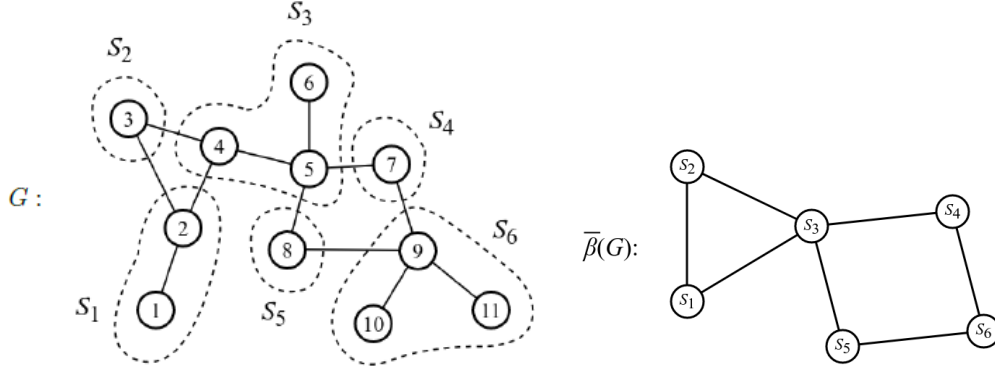 G :
S₁
S₂
S₃
S₄
S₅
S₆
1
2
3
4
5
6
7
8
9
10
11
β̅(G):
S₂
S₃
S₄
S₁
S₅
S₆